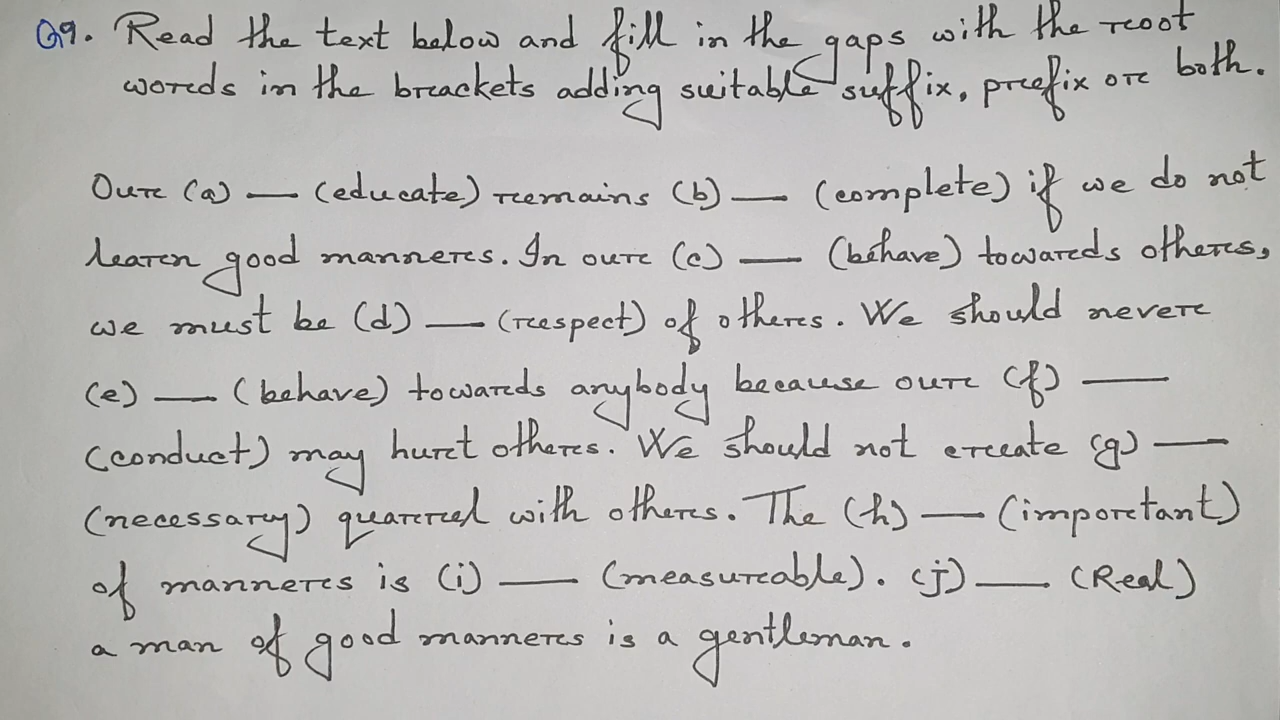 Q9. Read the text below and fill in the gaps with the root
words in the brackets adding suitable suffix, prefix or both.
Our (a) — (educate) remains (b) — (complete) if we do not
learn good manners. In our (c) — (behave) towards others,
we must be (d) — (respect) of others. We should never
(e) — (behave) towards anybody because our (f) —
(conduct) may hurt others. We should not create (g) —
(necessary) quarrel with others. The (h) — (important)
of manners is (i) — (measurable). (j) — (Real)
a man of good manners is a gentleman.